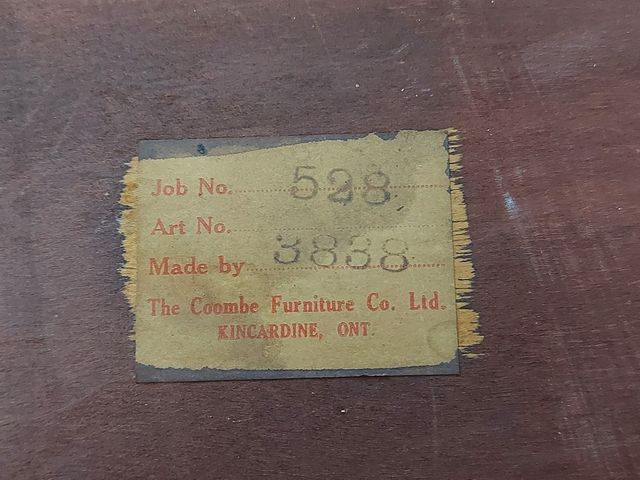 Job No. 528
Art No.
Made by 3838
The Coombe Furniture Co. Ltd.
KINCARDINE, ONT.